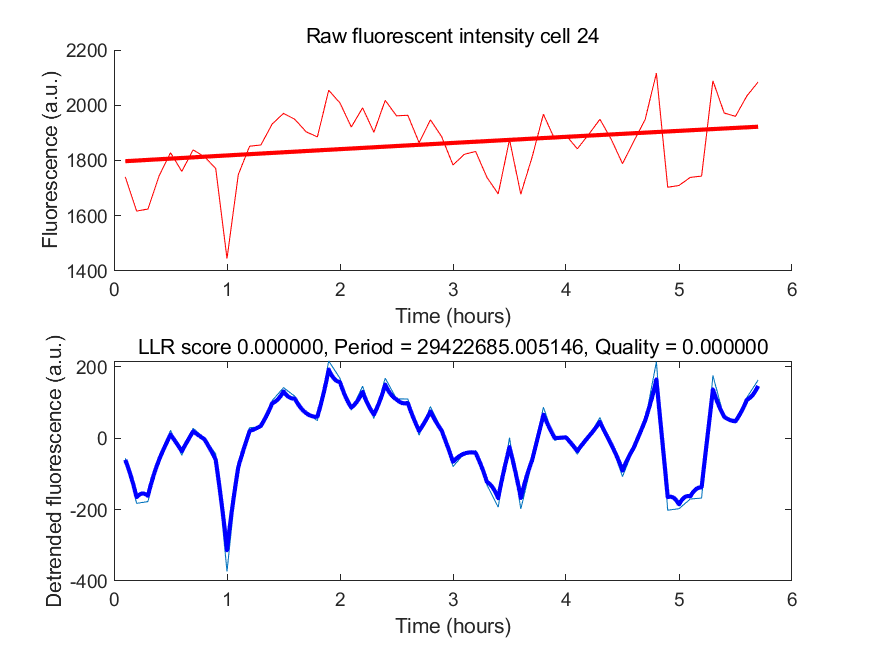 Raw fluorescent intensity cell 24
Fluorescence (a.u.)
2200
2000
1800
1600
1400
0 1 2 3 4 5 6
Time (hours)
LLR score 0.000000, Period = 29422685.005146, Quality = 0.000000
Detrended fluorescence (a.u.)
200
0
-200
-400
0 1 2 3 4 5 6
Time (hours)